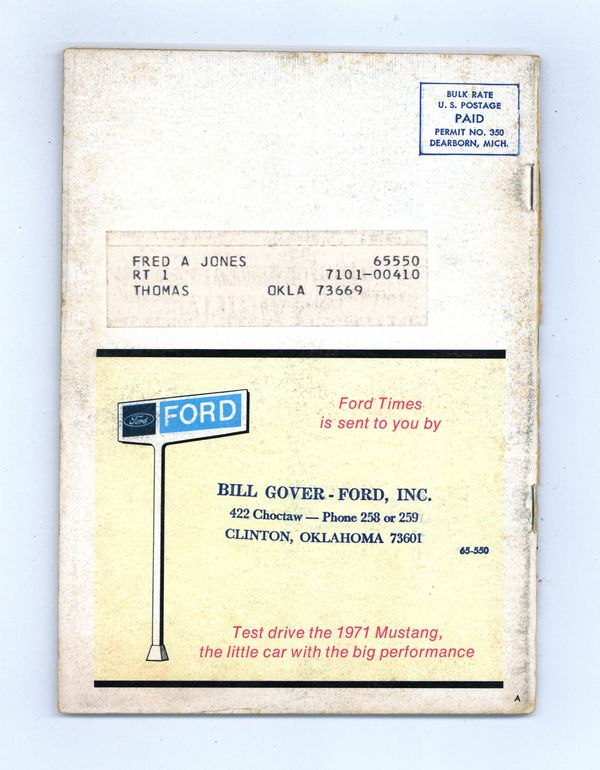 BULK RATE
U. S. POSTAGE
PAID
PERMIT NO. 350
DEARBORN, MICH.
FRED A JONES 65550
RT 1 7101-00410
THOMAS OKLA 73669
Ford FORD
Ford Times
is sent to you by
BILL GOVER - FORD, INC.
422 Choctaw — Phone 258 or 259
CLINTON, OKLAHOMA 73601
65-550
Test drive the 1971 Mustang,
the little car with the big performance
A